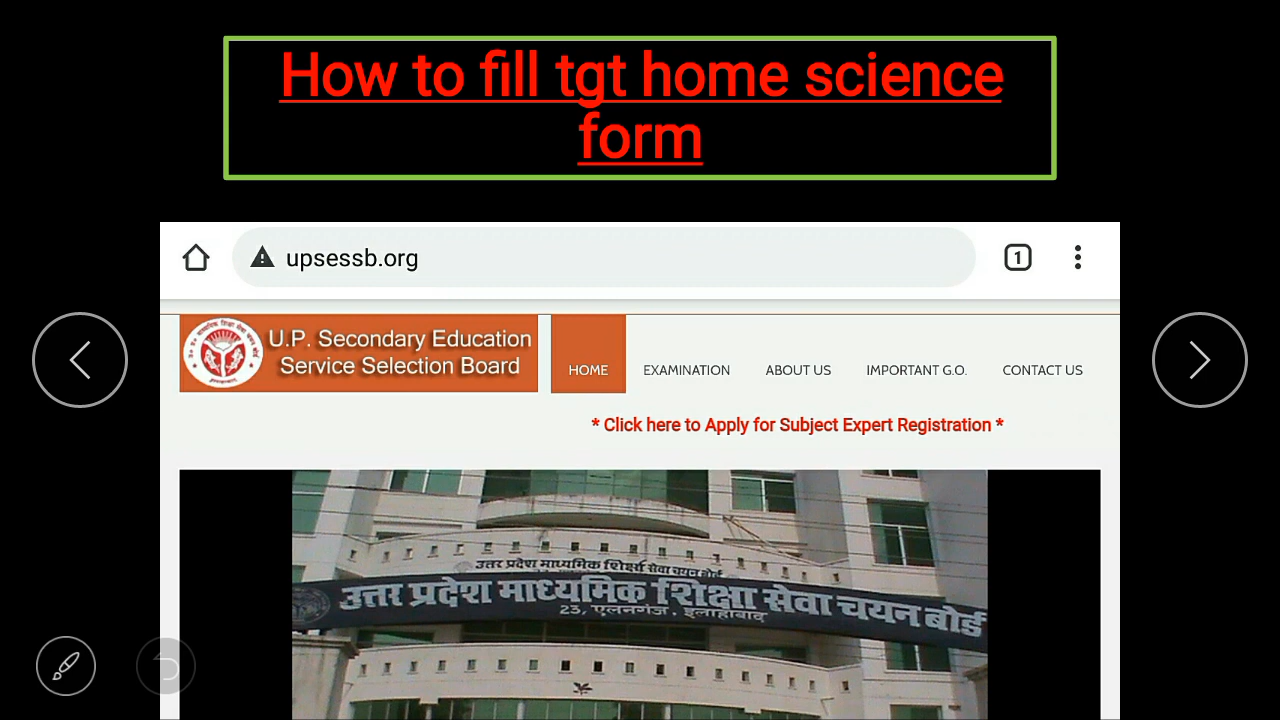 How to fill tgt home science
form
upsessb.org
1
U.P. Secondary Education
Service Selection Board
HOME
EXAMINATION
ABOUT US
IMPORTANT G.O.
CONTACT US
* Click here to Apply for Subject Expert Registration *
उत्तर प्रदेश माध्यमिक शिक्षा सेवा चयन बोर्ड
उत्तर प्रदेश माध्यमिक शिक्षा सेवा चयन बोर्ड
23, एलनगंज, इलाहाबाद